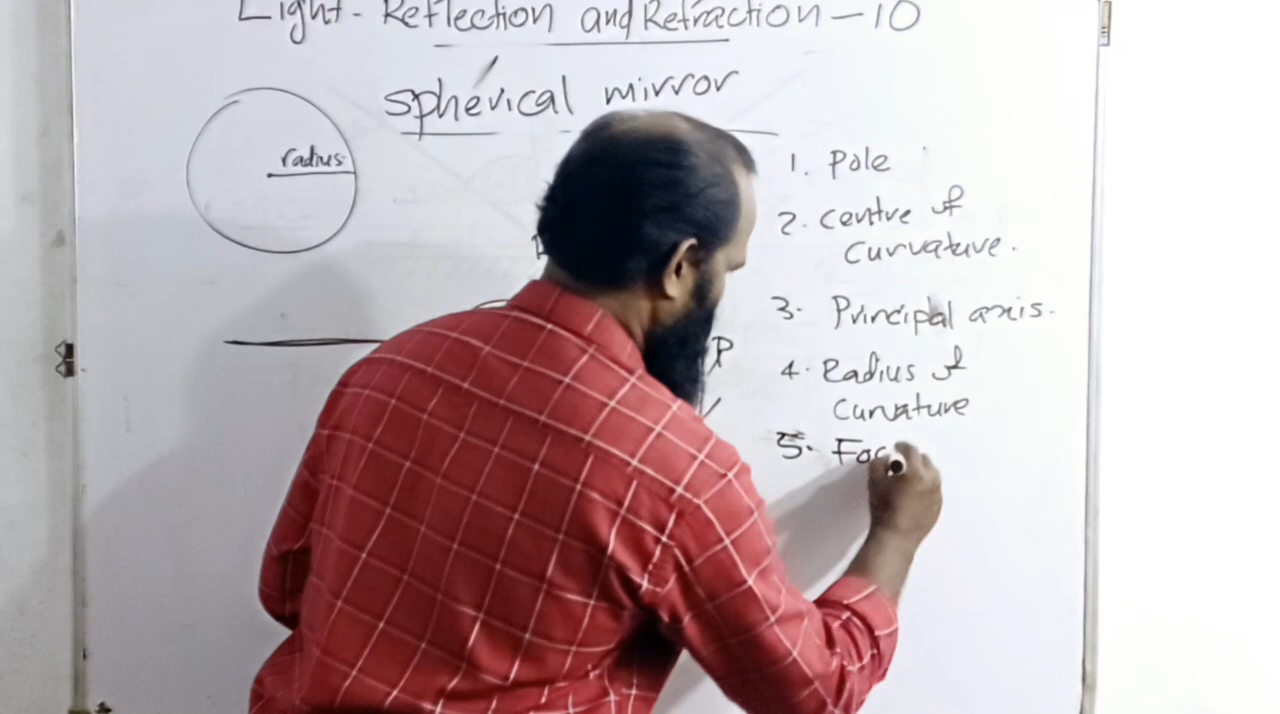 Light - Reflection and Refraction - 10
spherical mirror
radius
1. Pole
2. centre of
curvature.
3. Principal axis.
4. Radius of
Curvature
P
5. Foc